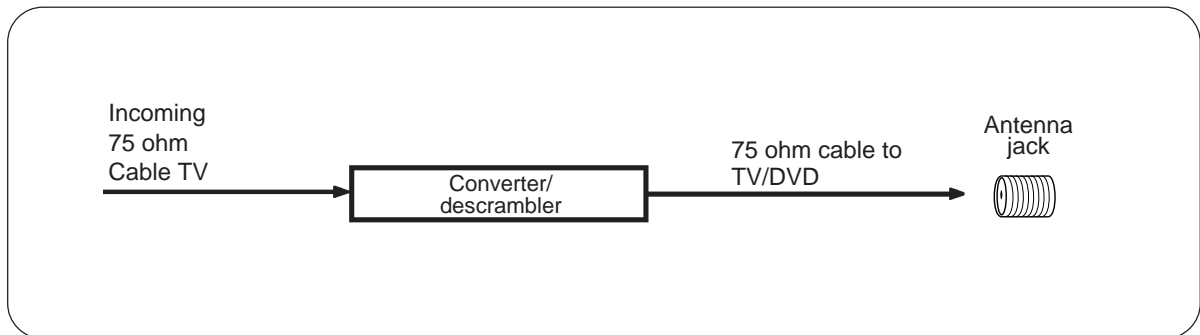 Incoming
75 ohm
Cable TV
Converter/
descrambler
75 ohm cable to
TV/DVD
Antenna
jack